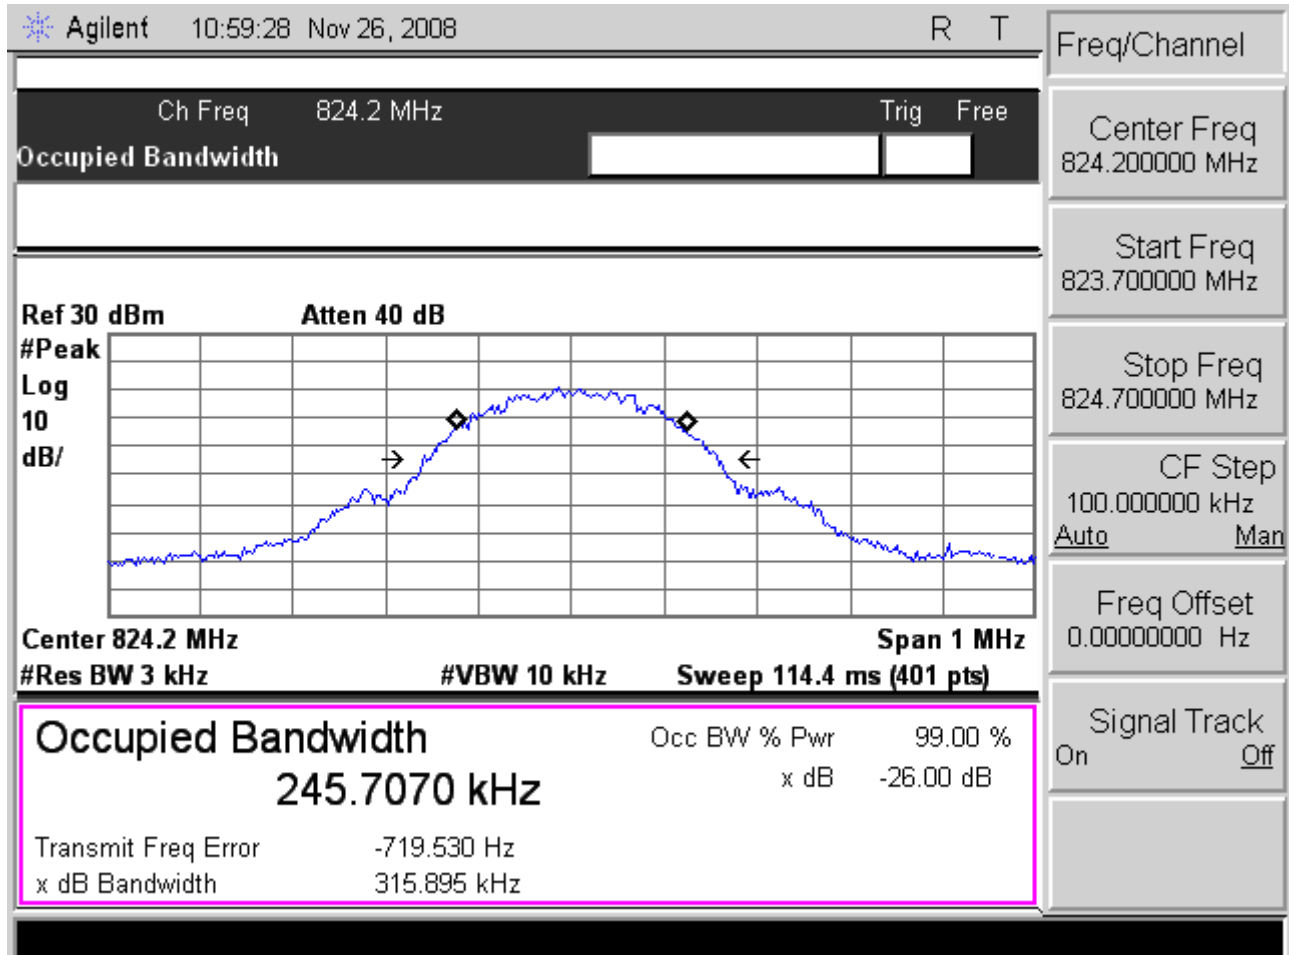 Agilent 10:59:28 Nov 26, 2008 R T
Freq/Channel
Ch Freq 824.2 MHz Trig Free
Occupied Bandwidth
Center Freq
824.200000 MHz
Start Freq
823.700000 MHz
Stop Freq
824.700000 MHz
CF Step
100.000000 kHz
Auto Man
Freq Offset
0.00000000 Hz
Signal Track
On Off
Ref 30 dBm Atten 40 dB
#Peak
Log
10
dB/
Center 824.2 MHz Span 1 MHz
#Res BW 3 kHz #VBW 10 kHz Sweep 114.4 ms (401 pts)
Occupied Bandwidth
245.7070 kHz
Occ BW % Pwr 99.00 %
x dB -26.00 dB
Transmit Freq Error -719.530 Hz
x dB Bandwidth 315.895 kHz